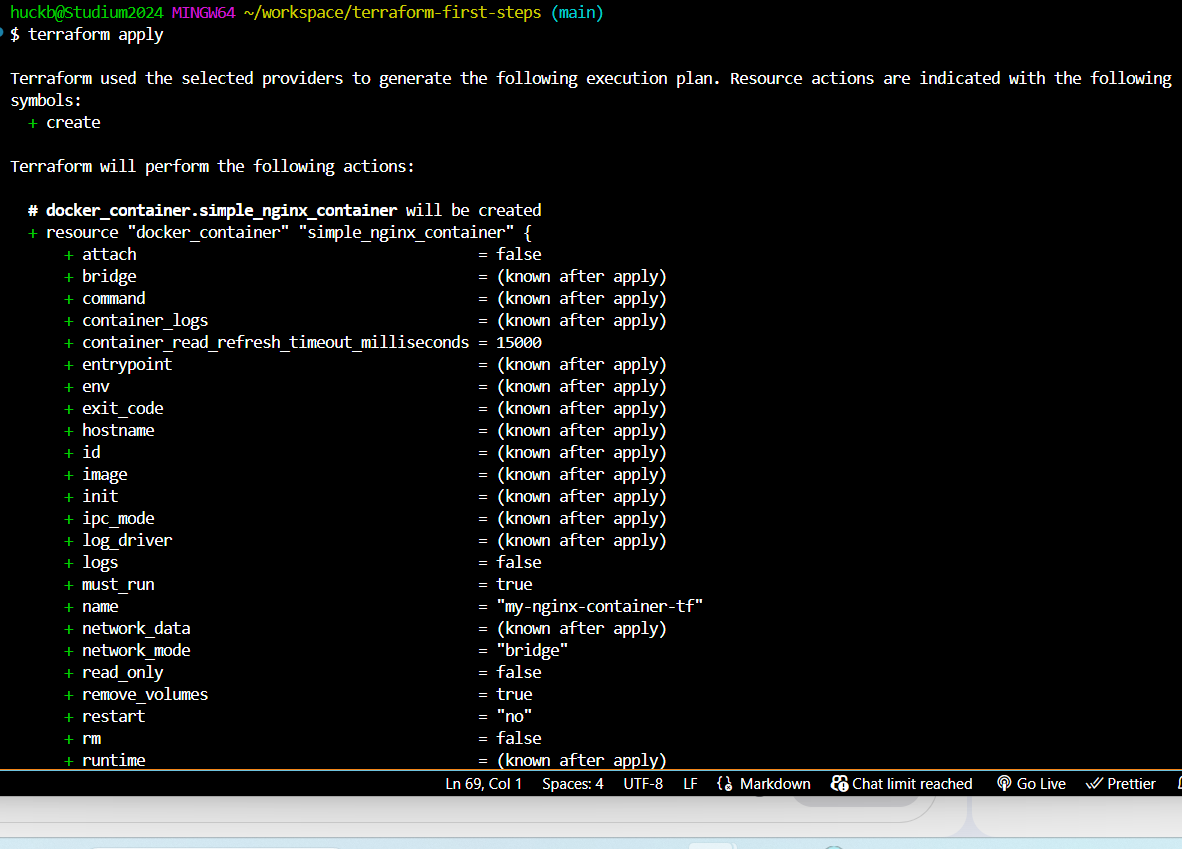 huckb@Studium2024 MINGW64 ~/workspace/terraform-first-steps (main)
$ terraform apply
Terraform used the selected providers to generate the following execution plan. Resource actions are indicated with the following
symbols:
+ create
Terraform will perform the following actions:
# docker_container.simple_nginx_container will be created
+ resource "docker_container" "simple_nginx_container" {
+ attach = false
+ bridge = (known after apply)
+ command = (known after apply)
+ container_logs = (known after apply)
+ container_read_refresh_timeout_milliseconds = 15000
+ entrypoint = (known after apply)
+ env = (known after apply)
+ exit_code = (known after apply)
+ hostname = (known after apply)
+ id = (known after apply)
+ image = (known after apply)
+ init = (known after apply)
+ ipc_mode = (known after apply)
+ log_driver = (known after apply)
+ logs = false
+ must_run = true
+ name = "my-nginx-container-tf"
+ network_data = (known after apply)
+ network_mode = "bridge"
+ read_only = false
+ remove_volumes = true
+ restart = "no"
+ rm = false
+ runtime = (known after apply)
Ln 69, Col 1 Spaces: 4 UTF-8 LF Markdown Chat limit reached Go Live Prettier